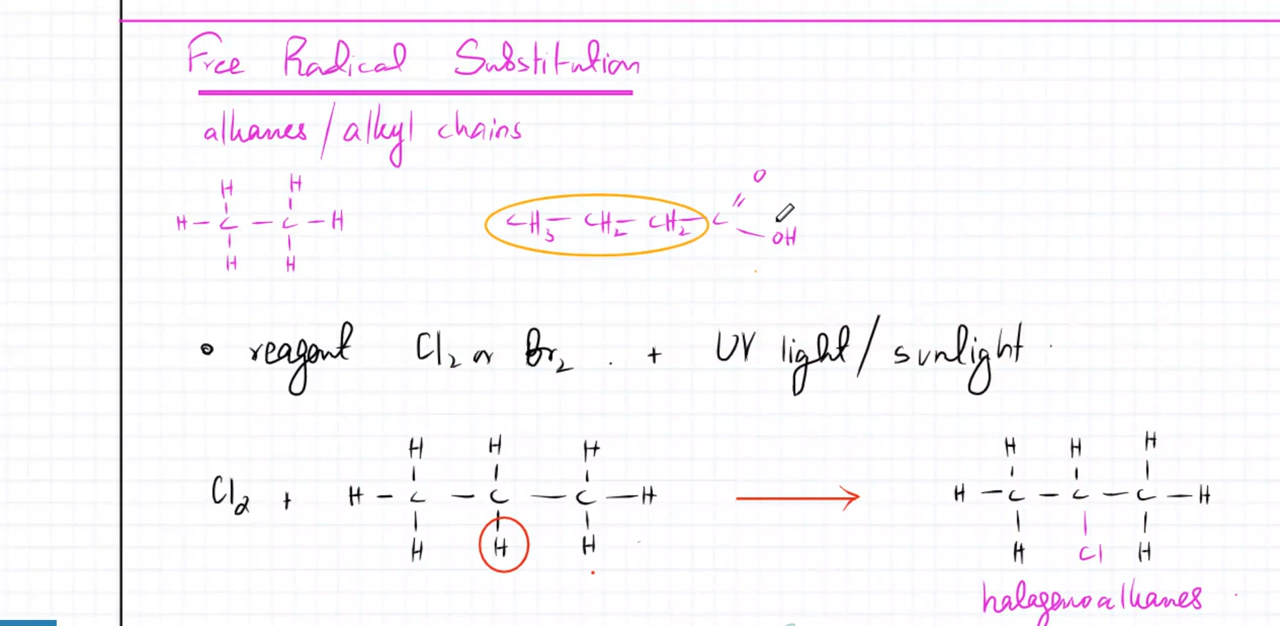 Free Radical Substitution
alkanes / alkyl chains
H H
H – C – C – H
H H
CH₃ – CH₂ – CH₂ – C
O
OH
• reagent Cl₂ or Br₂ . + UV light / sunlight .
H H H
Cl₂ + H – C – C – C – H
H H H
H H H
H – C – C – C – H
H Cl H
halogenoalkanes